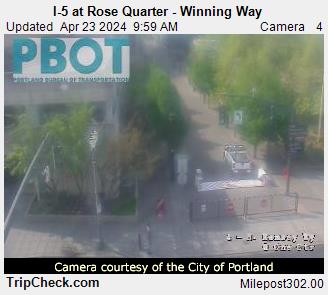 I-5 at Rose Quarter - Winning Way
Updated Apr 23 2024 9:59 AM Camera 4
PBOT
PORTLAND BUREAU OF TRANSPORTATION
Camera courtesy of the City of Portland
TripCheck.com Milepost302.00